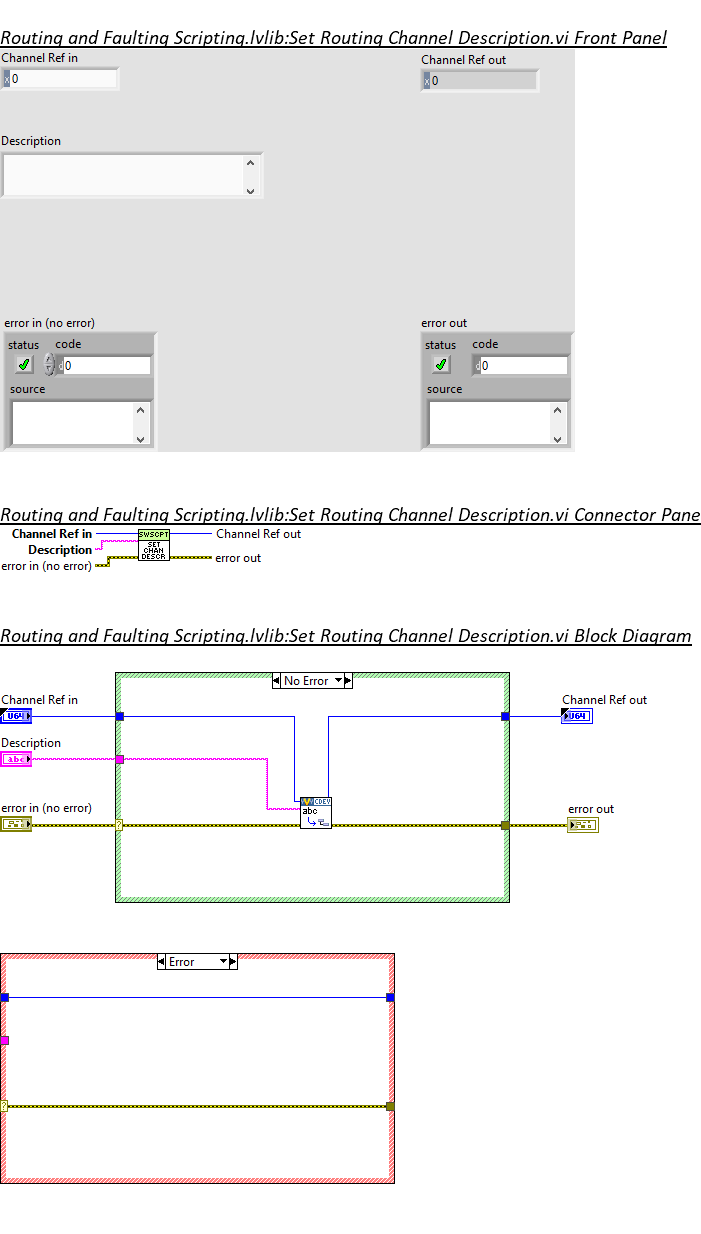 Routing and Faulting Scripting.lvlib:Set Routing Channel Description.vi Front Panel
Channel Ref in
Channel Ref out
x 0
x 0
Description
error in (no error)
error out
status code
status code
d 0
d 0
source
source
Routing and Faulting Scripting.lvlib:Set Routing Channel Description.vi Connector Pane
Channel Ref in
SWSCPT
SET
CHAN
DESCR
Channel Ref out
Description
error in (no error)
error out
Routing and Faulting Scripting.lvlib:Set Routing Channel Description.vi Block Diagram
No Error
Channel Ref in
Channel Ref out
U64
U64
Description
abc
CDEV
abc
error in (no error)
error out
?
Error
?